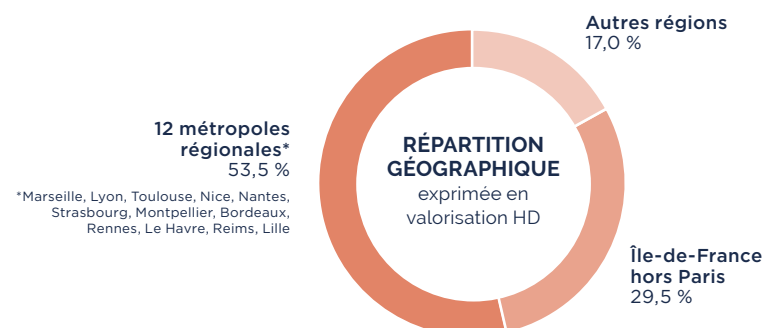 Autres régions
17,0 %
12 métropoles
régionales*
53,5 %
*Marseille, Lyon, Toulouse, Nice, Nantes,
Strasbourg, Montpellier, Bordeaux,
Rennes, Le Havre, Reims, Lille
RÉPARTITION
GÉOGRAPHIQUE
exprimée en
valorisation HD
Île-de-France
hors Paris
29,5 %